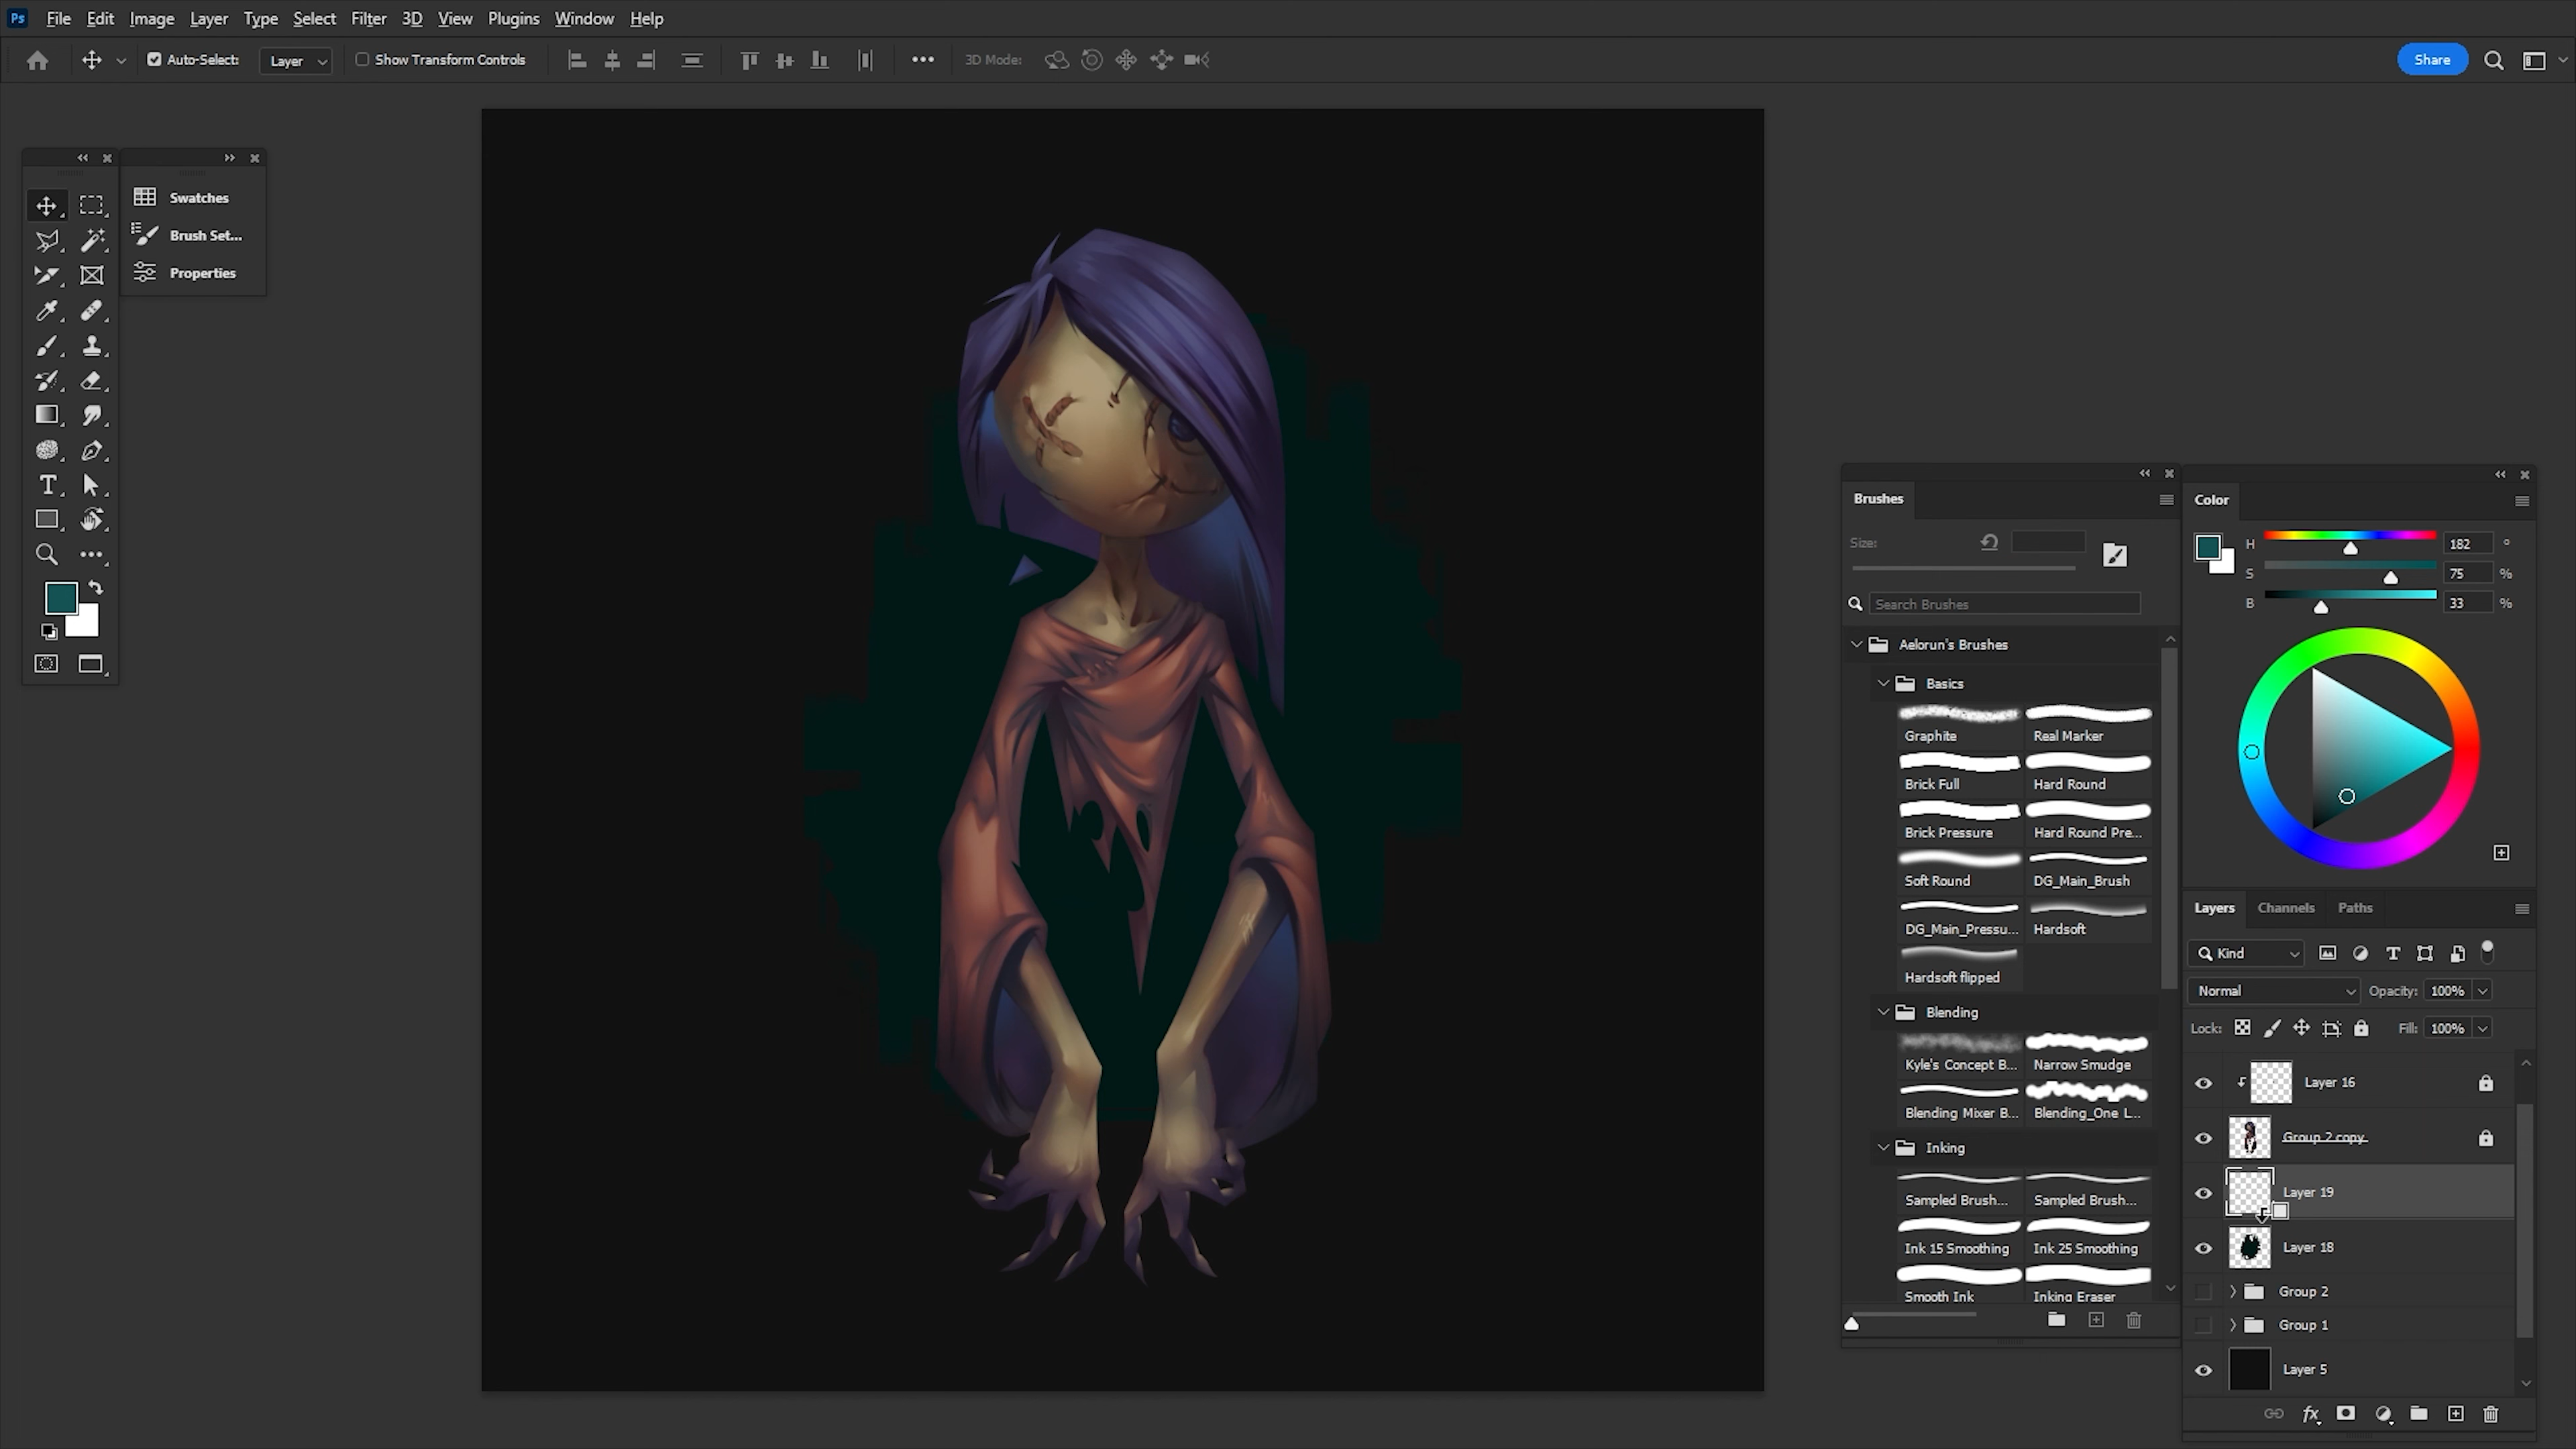 Ps File Edit Image Layer Type Select Filter 3D View Plugins Window Help
Auto-Select: Layer Show Transform Controls 3D Mode: Share
Swatches
Brush Set...
Properties
Brushes
Size:
Search Brushes
Aelorun's Brushes
Basics
Graphite Real Marker
Brick Full Hard Round
Brick Pressure Hard Round Pre...
Soft Round DG_Main_Brush
DG_Main_Pressu... Hardsoft
Hardsoft flipped
Blending
Kyle's Concept B... Narrow Smudge
Blending Mixer B... Blending_One L...
Inking
Sampled Brush... Sampled Brush...
Ink 15 Smoothing Ink 25 Smoothing
Smooth Ink Inking Eraser
Color
H 182 °
S 75 %
B 33 %
Layers Channels Paths
Kind
Normal Opacity: 100%
Lock: Fill: 100%
Layer 16
Group 2 copy
Layer 19
Layer 18
Group 2
Group 1
Layer 5
fx